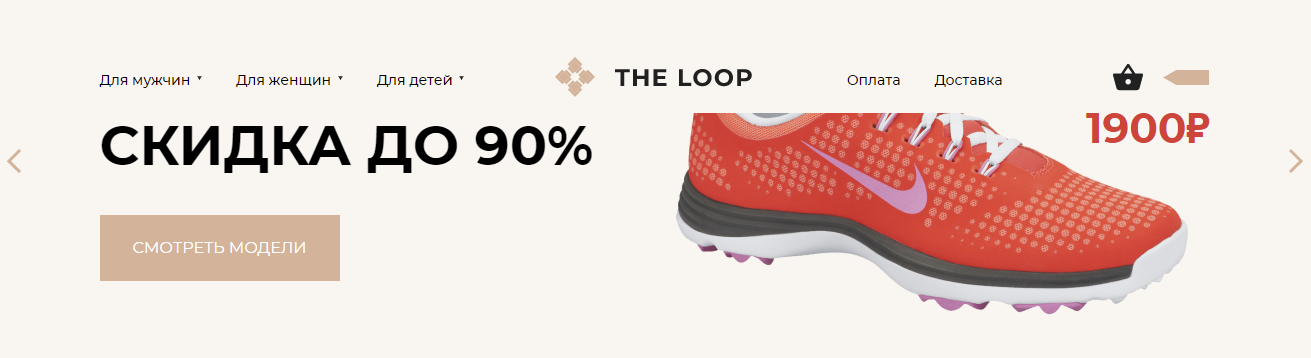 Для мужчин Для женщин Для детей THE LOOP Оплата Доставка
СКИДКА ДО 90% 1900₽
СМОТРЕТЬ МОДЕЛИ